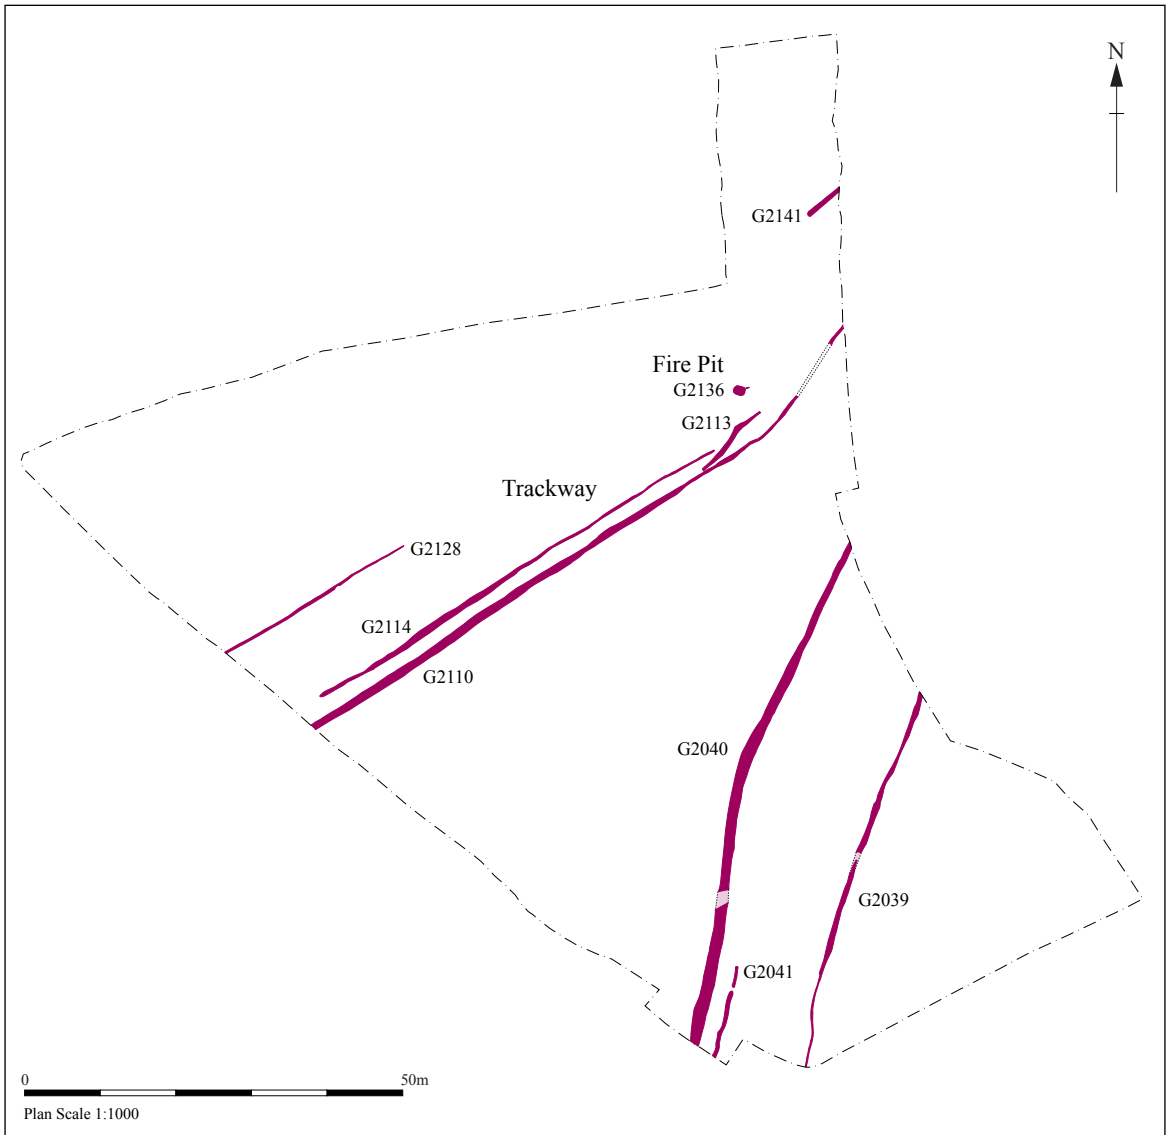 N
G2141
Fire Pit
G2136
G2113
Trackway
G2128
G2114
G2110
G2040
G2039
G2041
0 50m
Plan Scale 1:1000